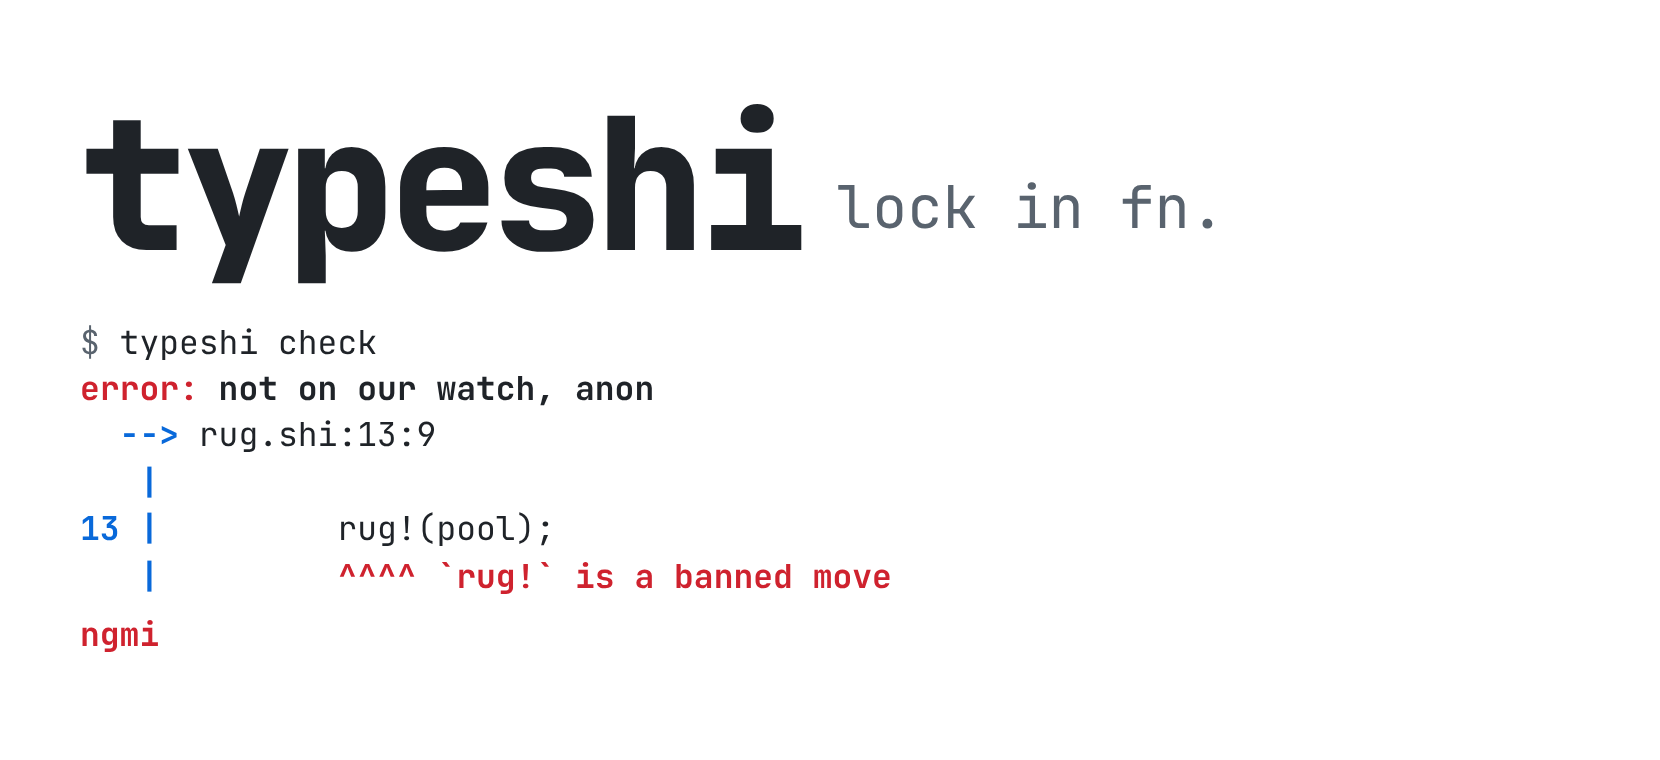 typeshi lock in fn.
$ typeshi check
error: not on our watch, anon
  --> rug.shi:13:9
   |
13 |         rug!(pool);
   |         ^^^^ `rug!` is a banned move
ngmi